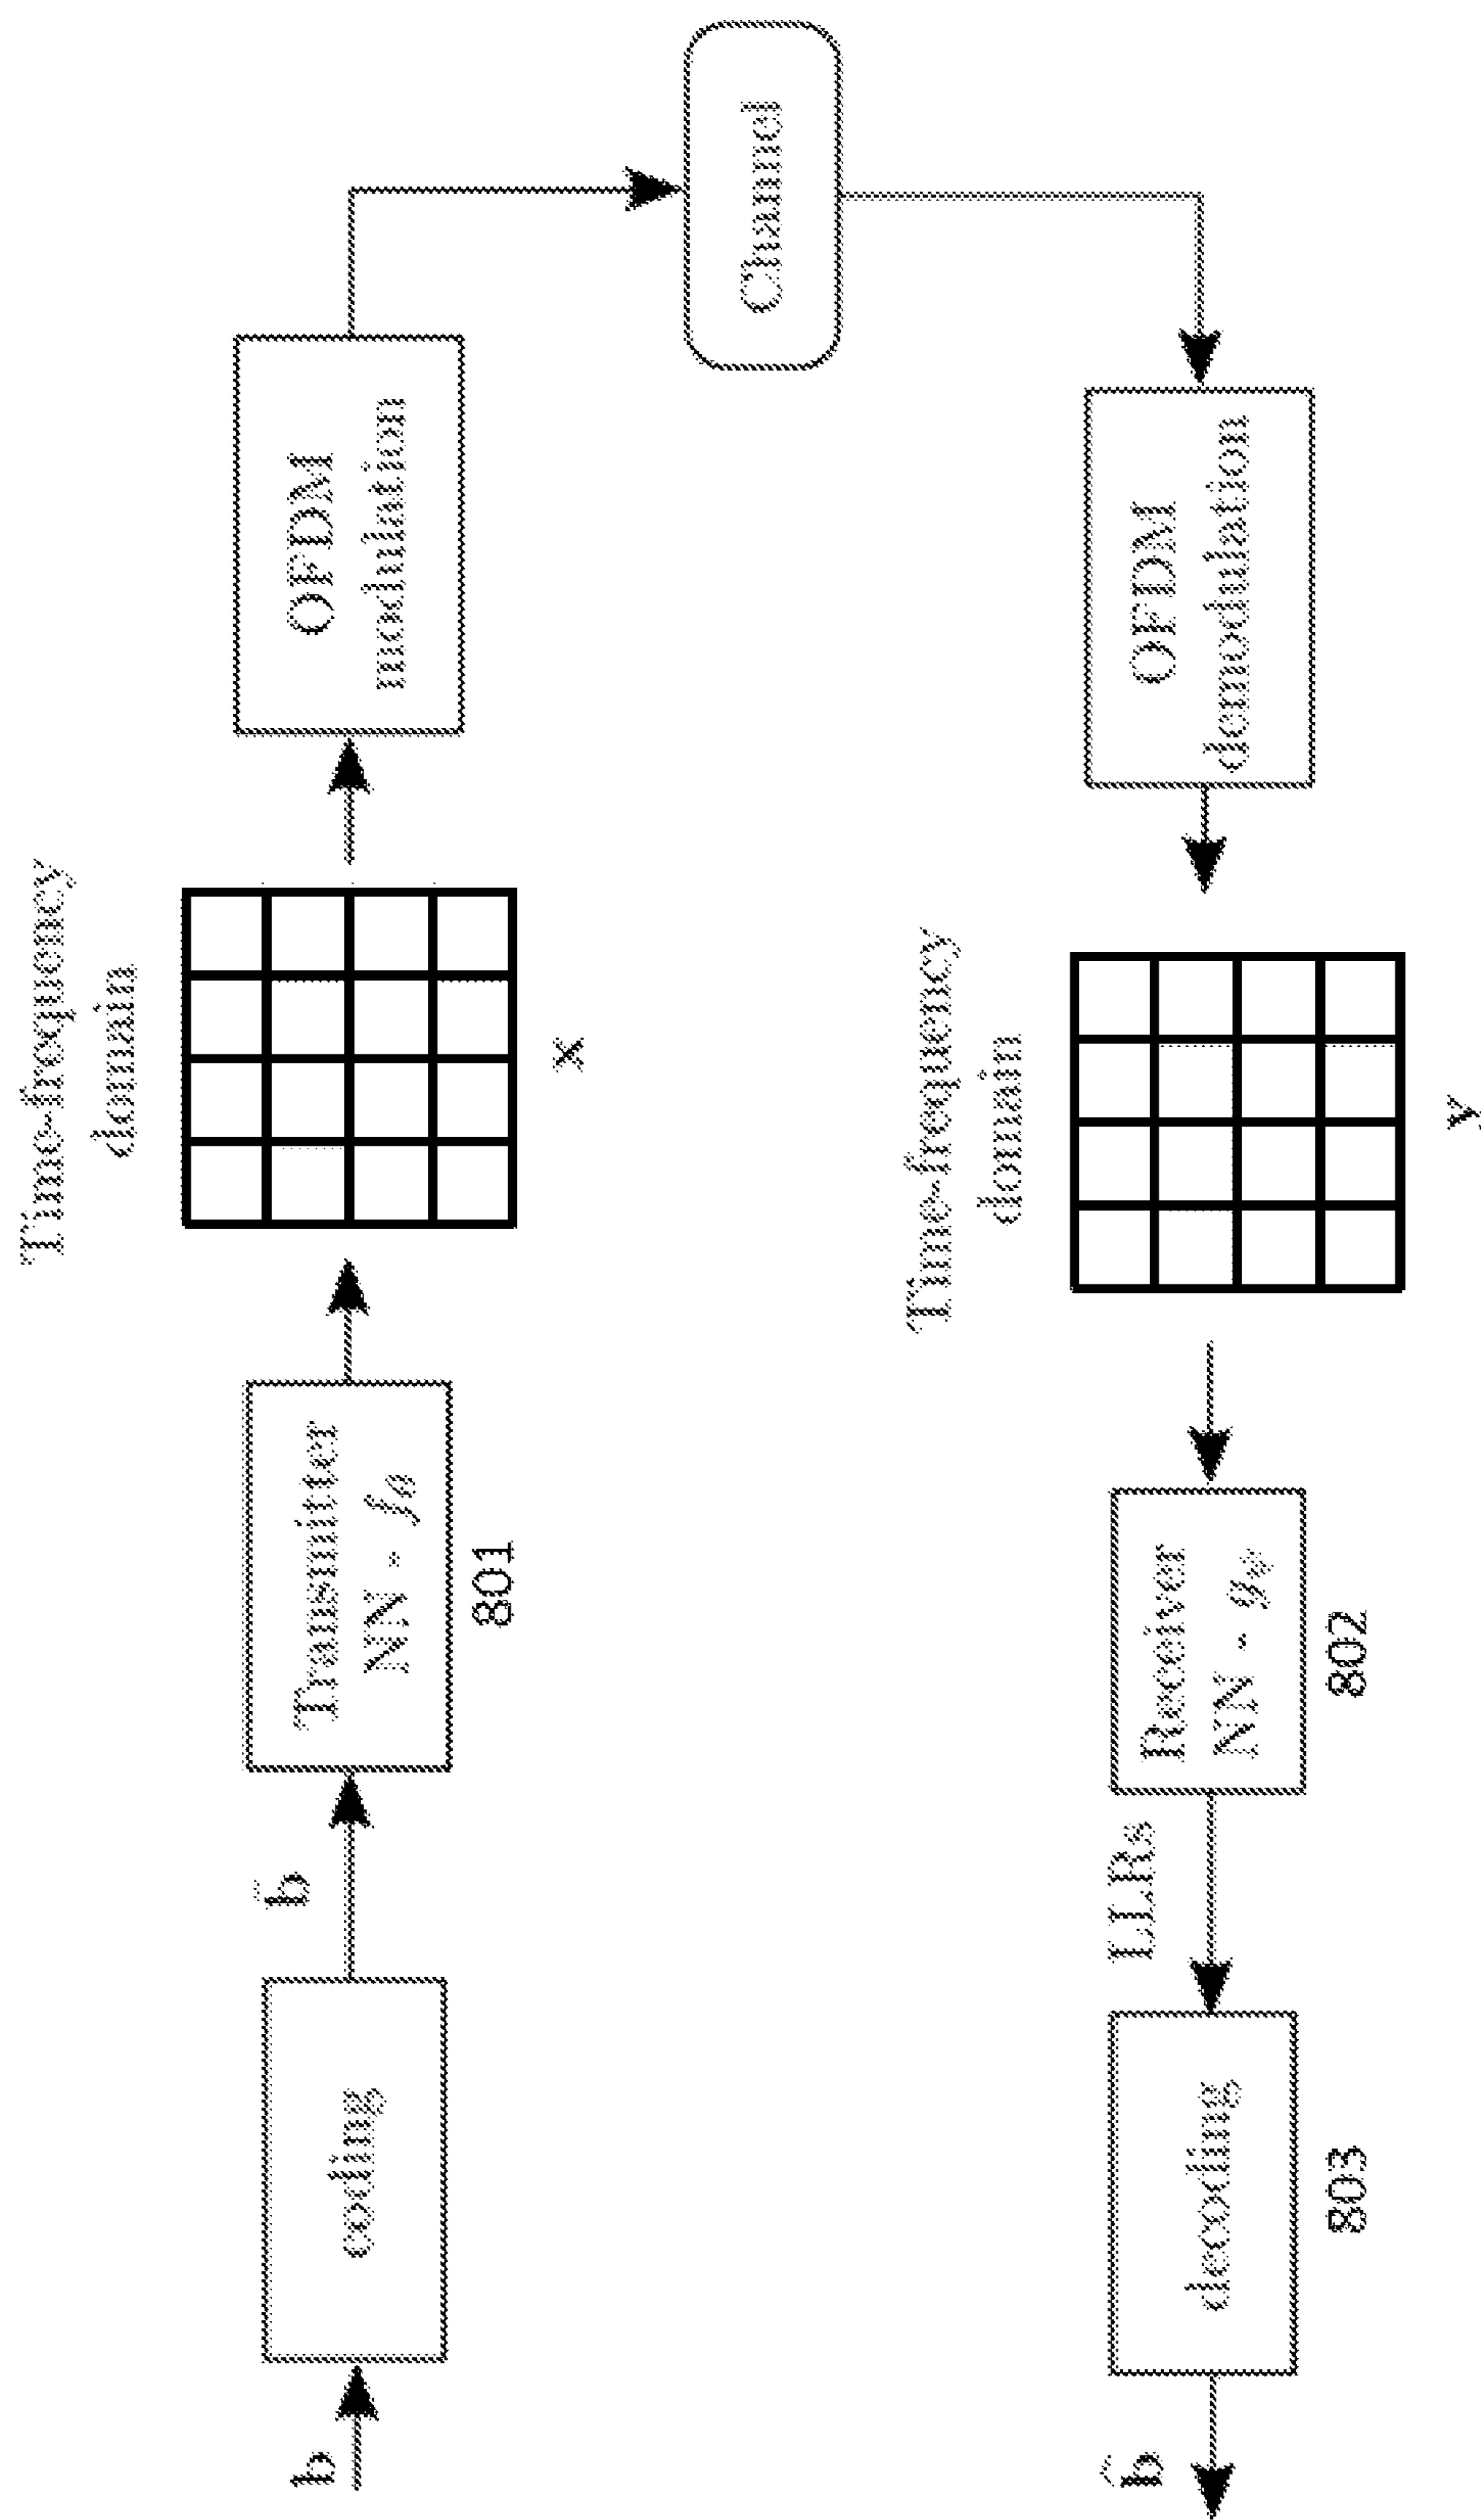 b
coding
b̃
Transmitter
NN - fθ
801
Time-frequency
domain
x
OFDM
modulation
Channel
OFDM
demodulation
Time-frequency
domain
y
Receiver
NN - gψ
802
LLRs
decoding
803
b̂